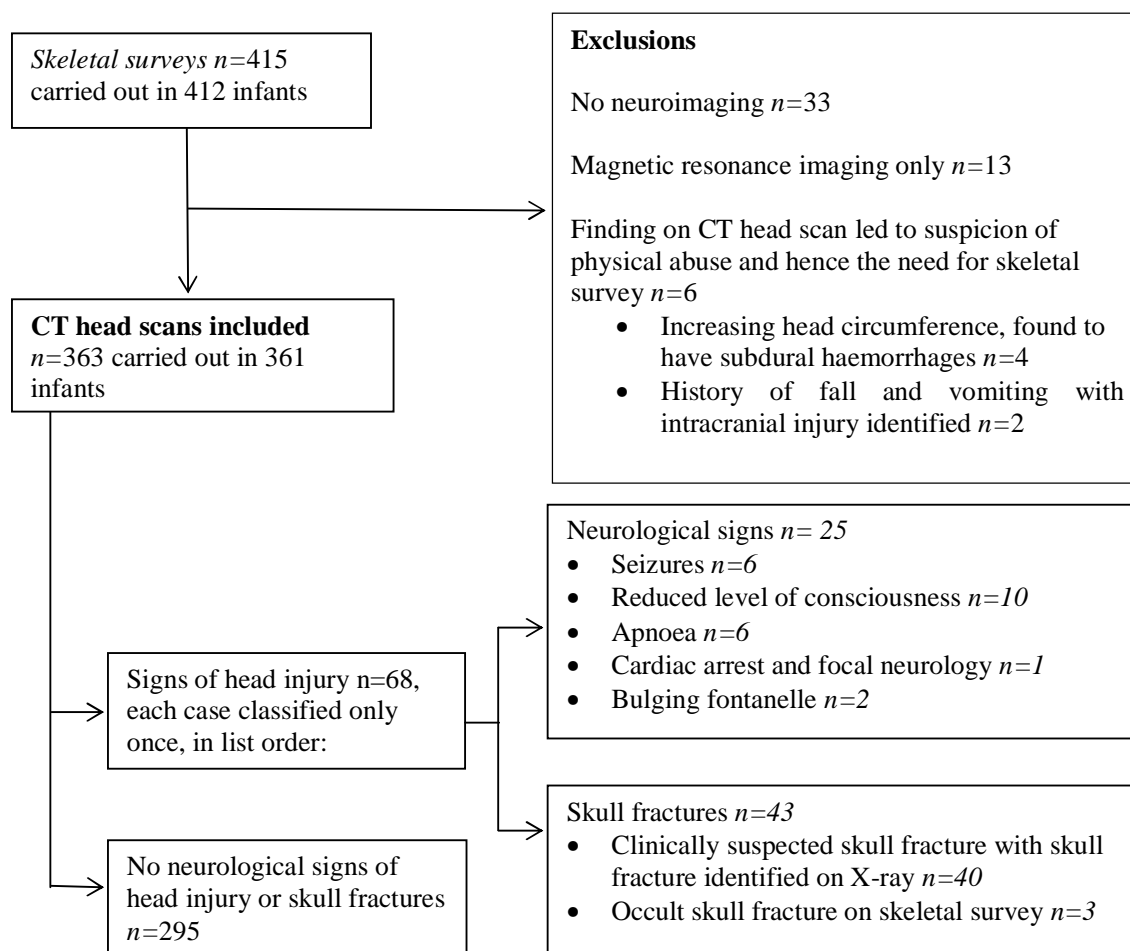 Skeletal surveys n=415
carried out in 412 infants
Exclusions
No neuroimaging n=33
Magnetic resonance imaging only n=13
Finding on CT head scan led to suspicion of
physical abuse and hence the need for skeletal
survey n=6
• Increasing head circumference, found to
have subdural haemorrhages n=4
• History of fall and vomiting with
intracranial injury identified n=2
CT head scans included
n=363 carried out in 361
infants
Signs of head injury n=68,
each case classified only
once, in list order:
Neurological signs n= 25
• Seizures n=6
• Reduced level of consciousness n=10
• Apnoea n=6
• Cardiac arrest and focal neurology n=1
• Bulging fontanelle n=2
Skull fractures n=43
• Clinically suspected skull fracture with skull
fracture identified on X-ray n=40
• Occult skull fracture on skeletal survey n=3
No neurological signs of
head injury or skull fractures
n=295